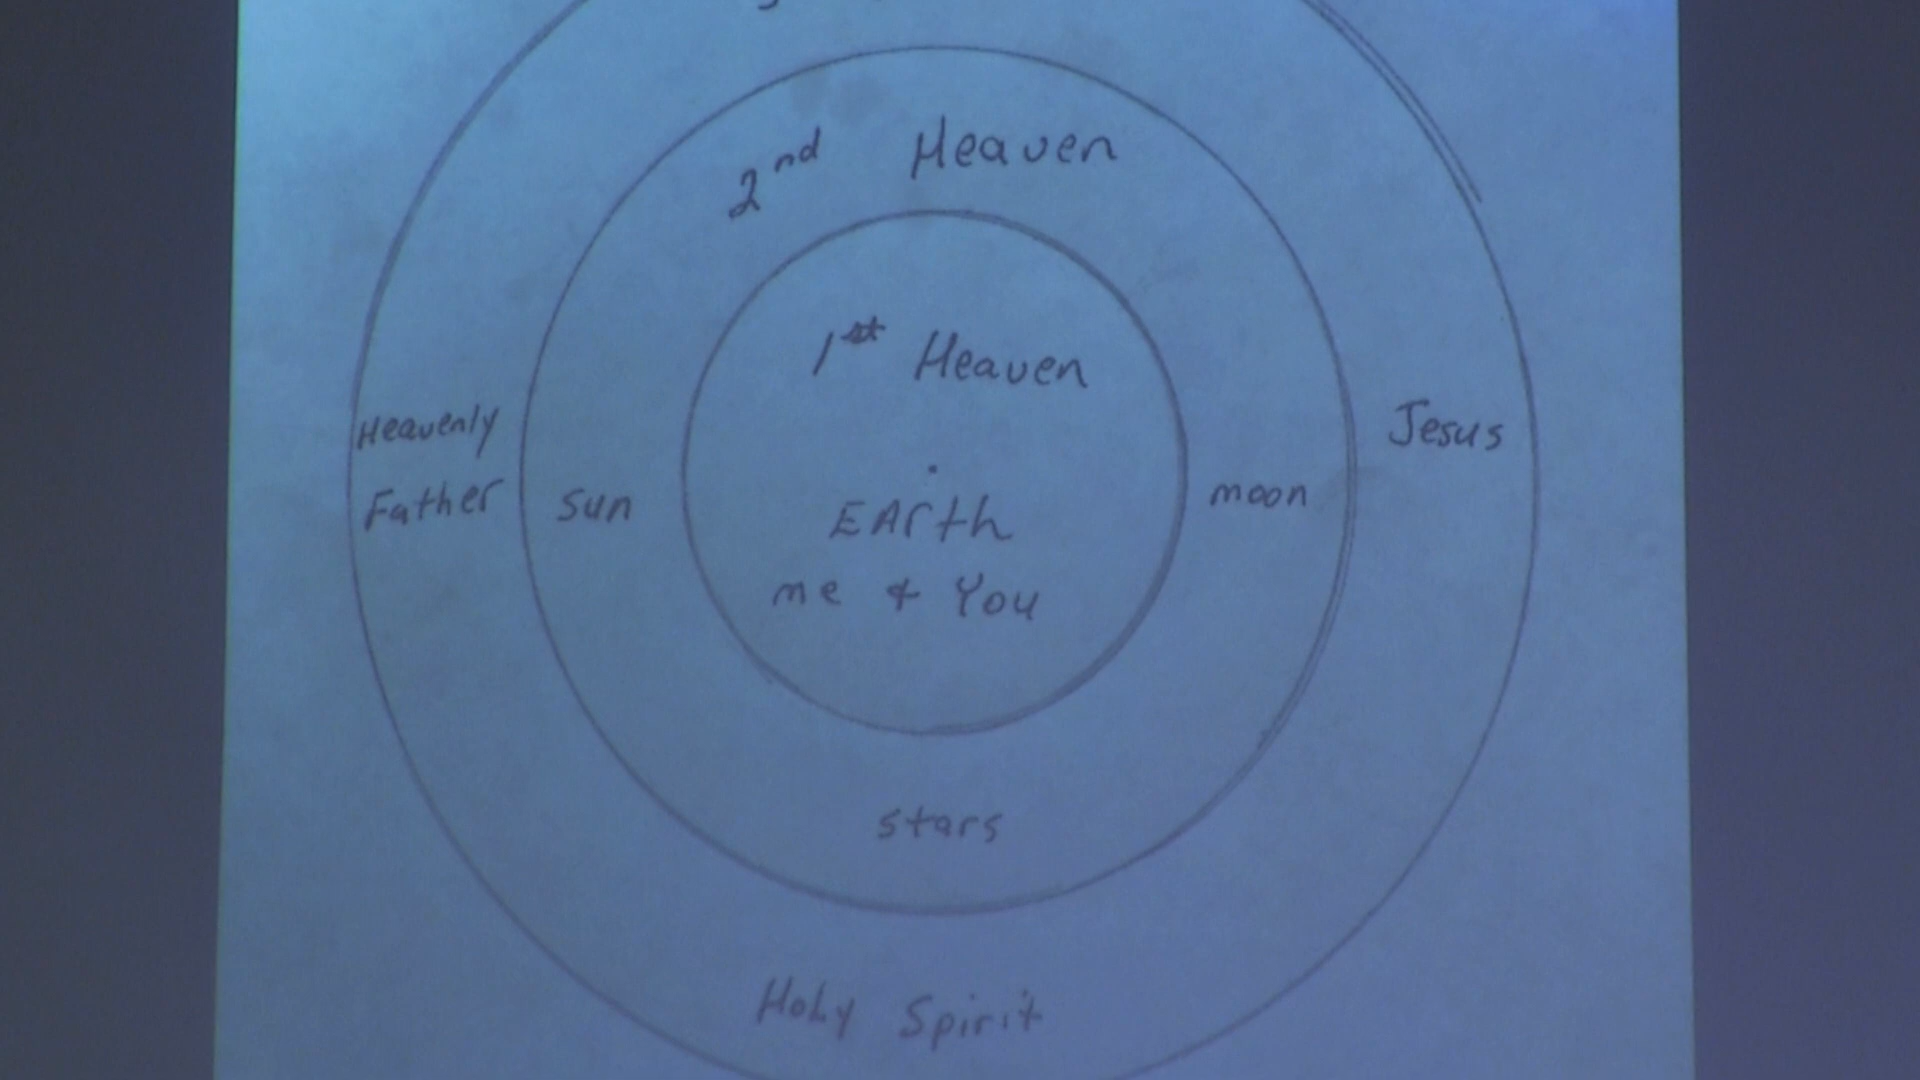 2nd Heaven
1st Heaven
Heavenly
Father
Jesus
Sun
moon
EArth
me & You
stars
Holy Spirit